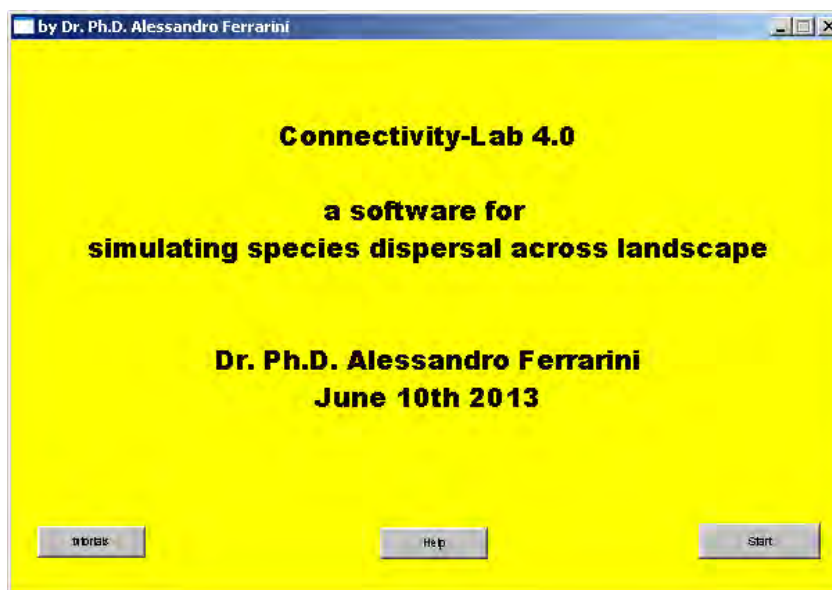 by Dr. Ph.D. Alessandro Ferrarini
Connectivity-Lab 4.0
a software for
simulating species dispersal across landscape
Dr. Ph.D. Alessandro Ferrarini
June 10th 2013
tutorials
Help
Start